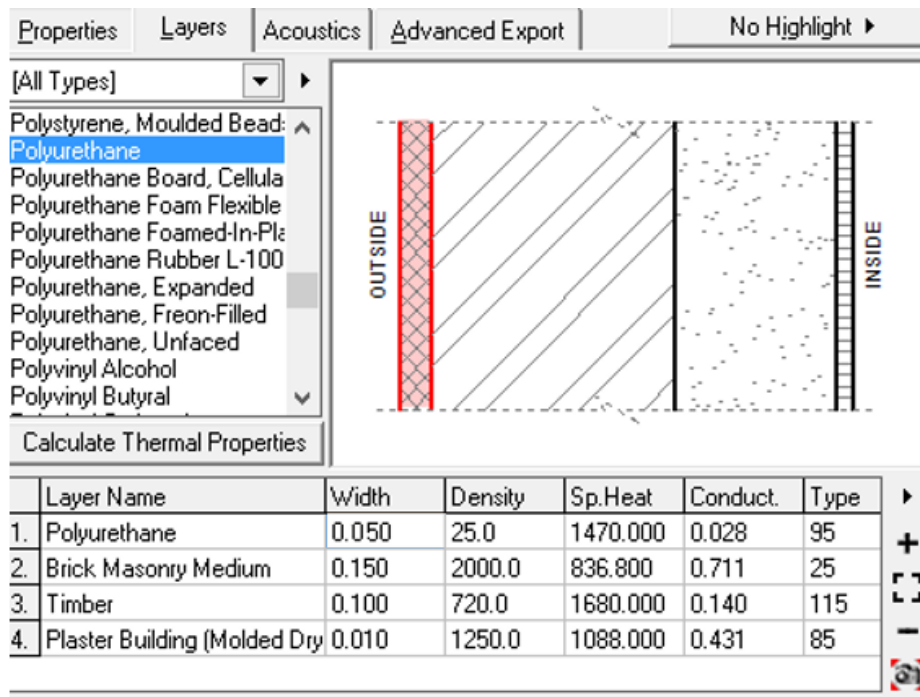 Properties Layers Acoustics Advanced Export No Highlight
[All Types]
Polystyrene, Moulded Bead
Polyurethane
Polyurethane Board, Cellula
Polyurethane Foam Flexible
Polyurethane Foamed-In-Pla
Polyurethane Rubber L-100
Polyurethane, Expanded
Polyurethane, Freon-Filled
Polyurethane, Unfaced
Polyvinyl Alcohol
Polyvinyl Butyral
Calculate Thermal Properties
OUTSIDE
INSIDE
Layer Name Width Density Sp.Heat Conduct. Type
1. Polyurethane 0.050 25.0 1470.000 0.028 95
2. Brick Masonry Medium 0.150 2000.0 836.800 0.711 25
3. Timber 0.100 720.0 1680.000 0.140 115
4. Plaster Building (Molded Dry 0.010 1250.0 1088.000 0.431 85